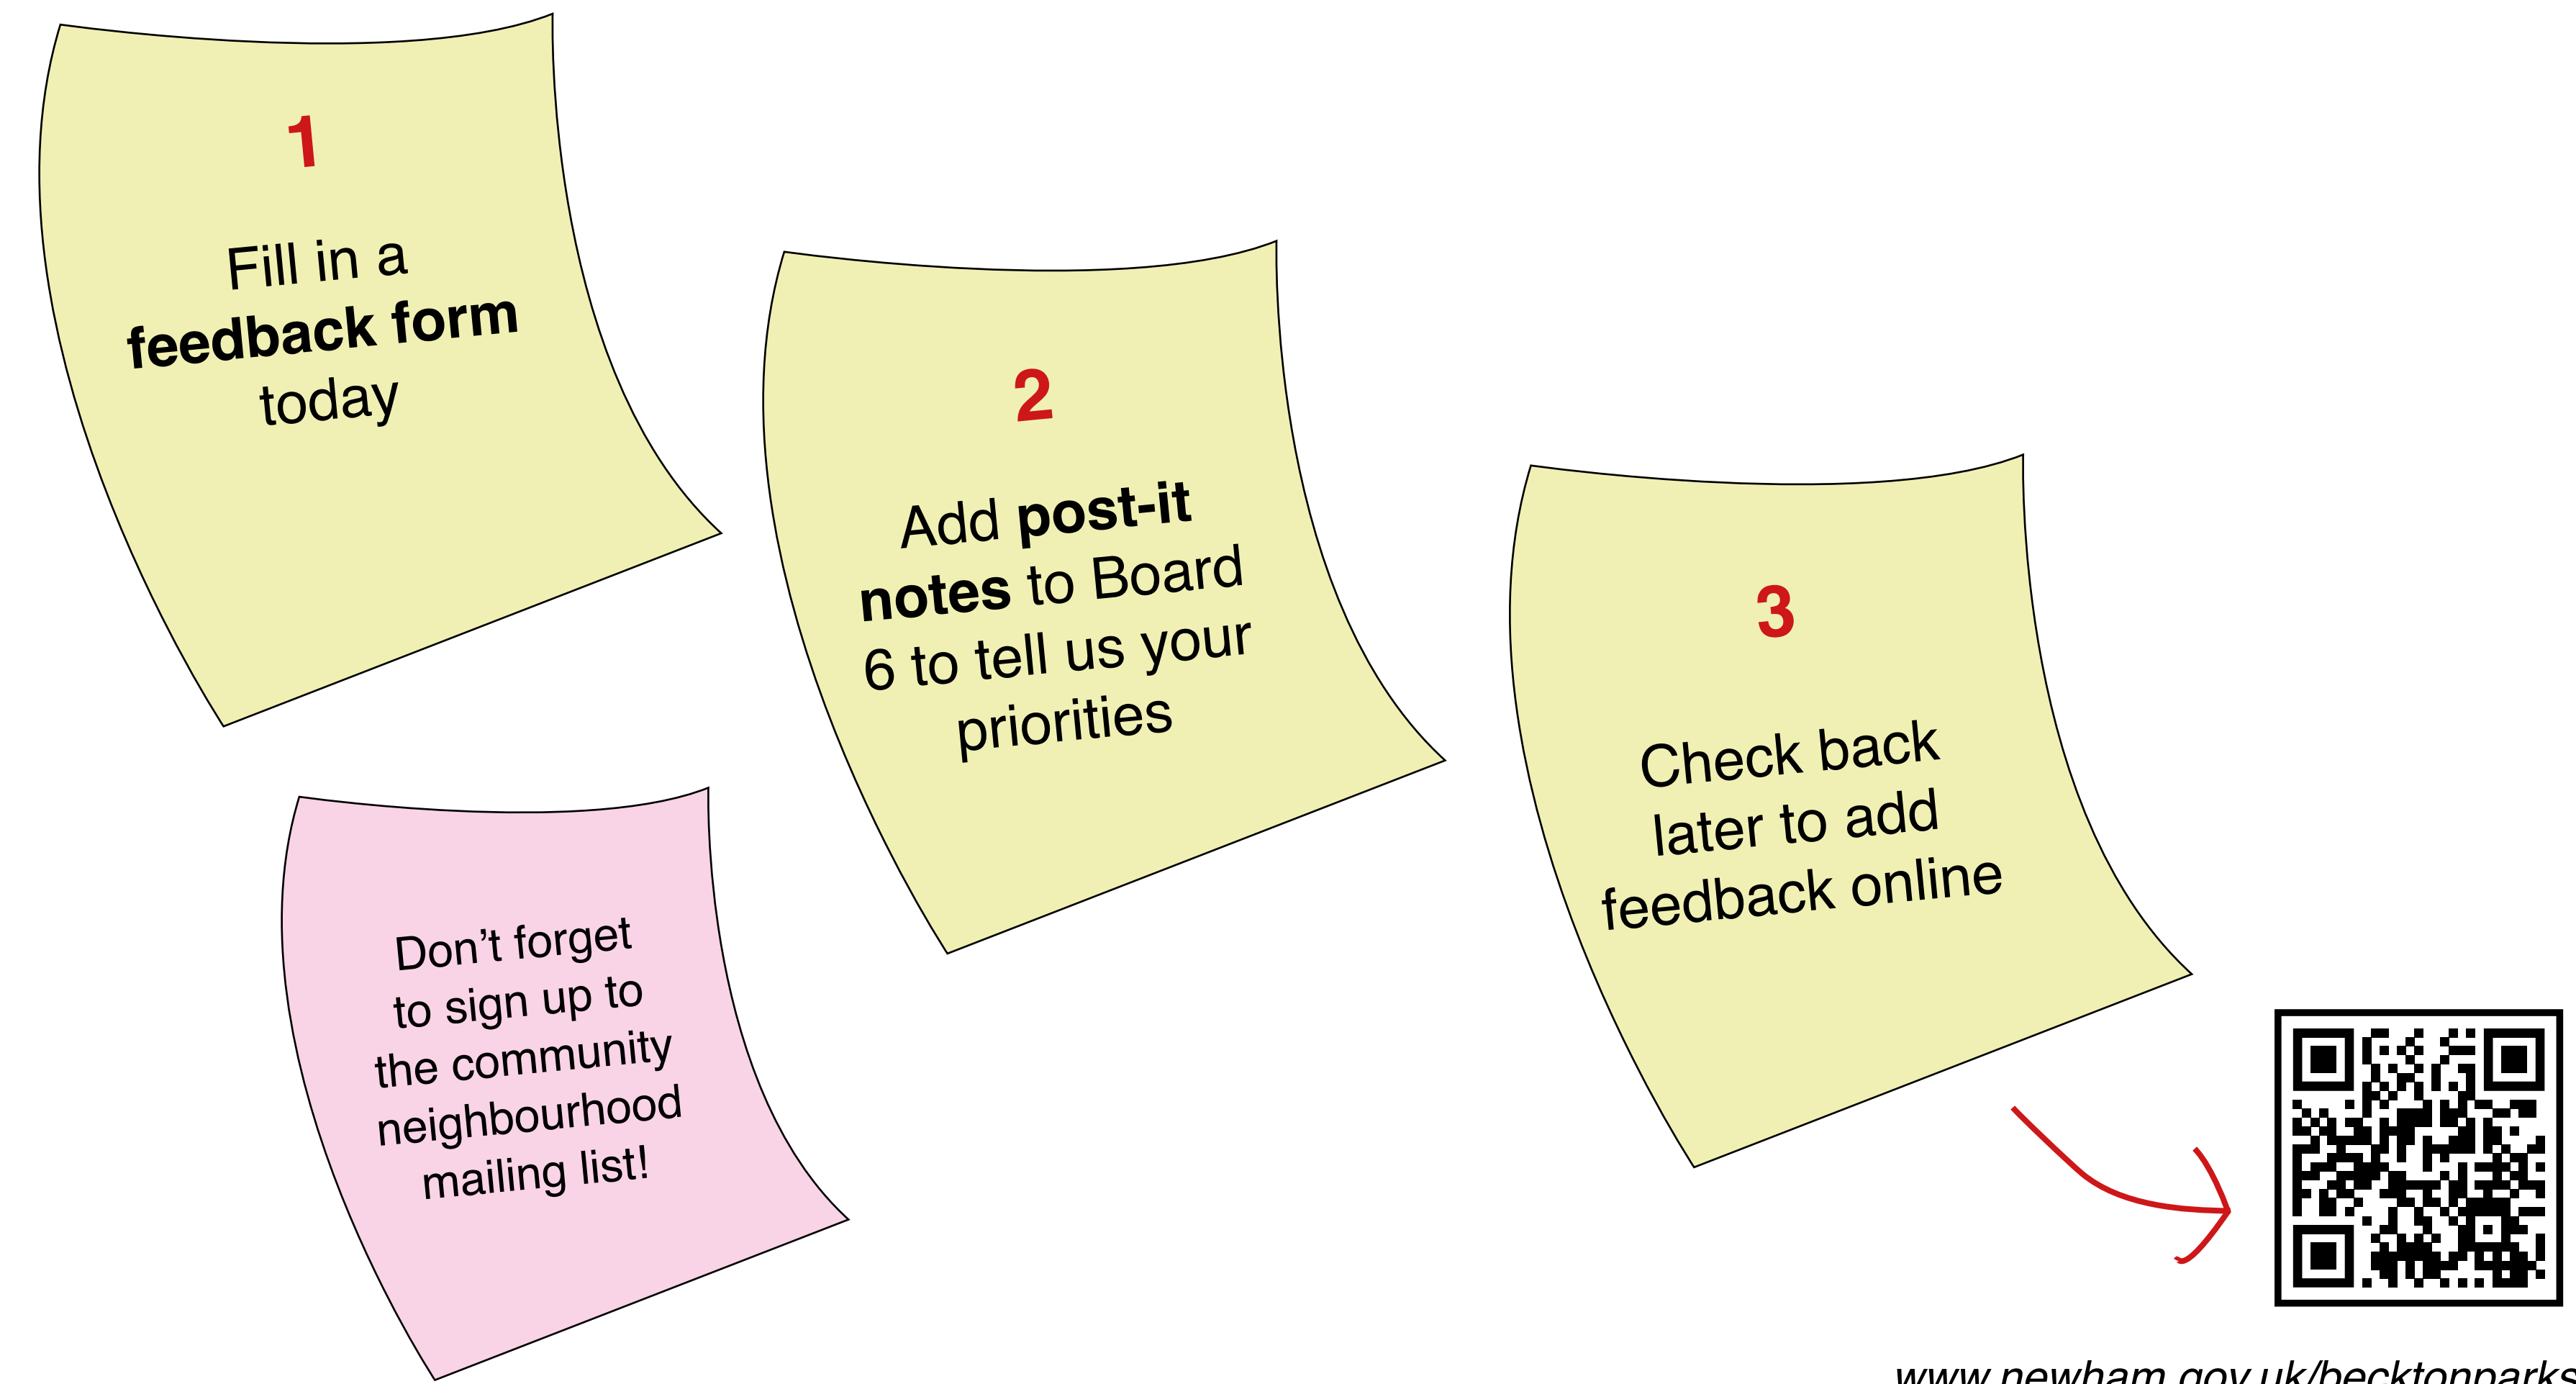 1
Fill in a
feedback form
today
2
Add post-it
notes to Board
6 to tell us your
priorities
3
Check back
later to add
feedback online
Don't forget
to sign up to
the community
neighbourhood
mailing list!
www.newham.gov.uk/becktonparks